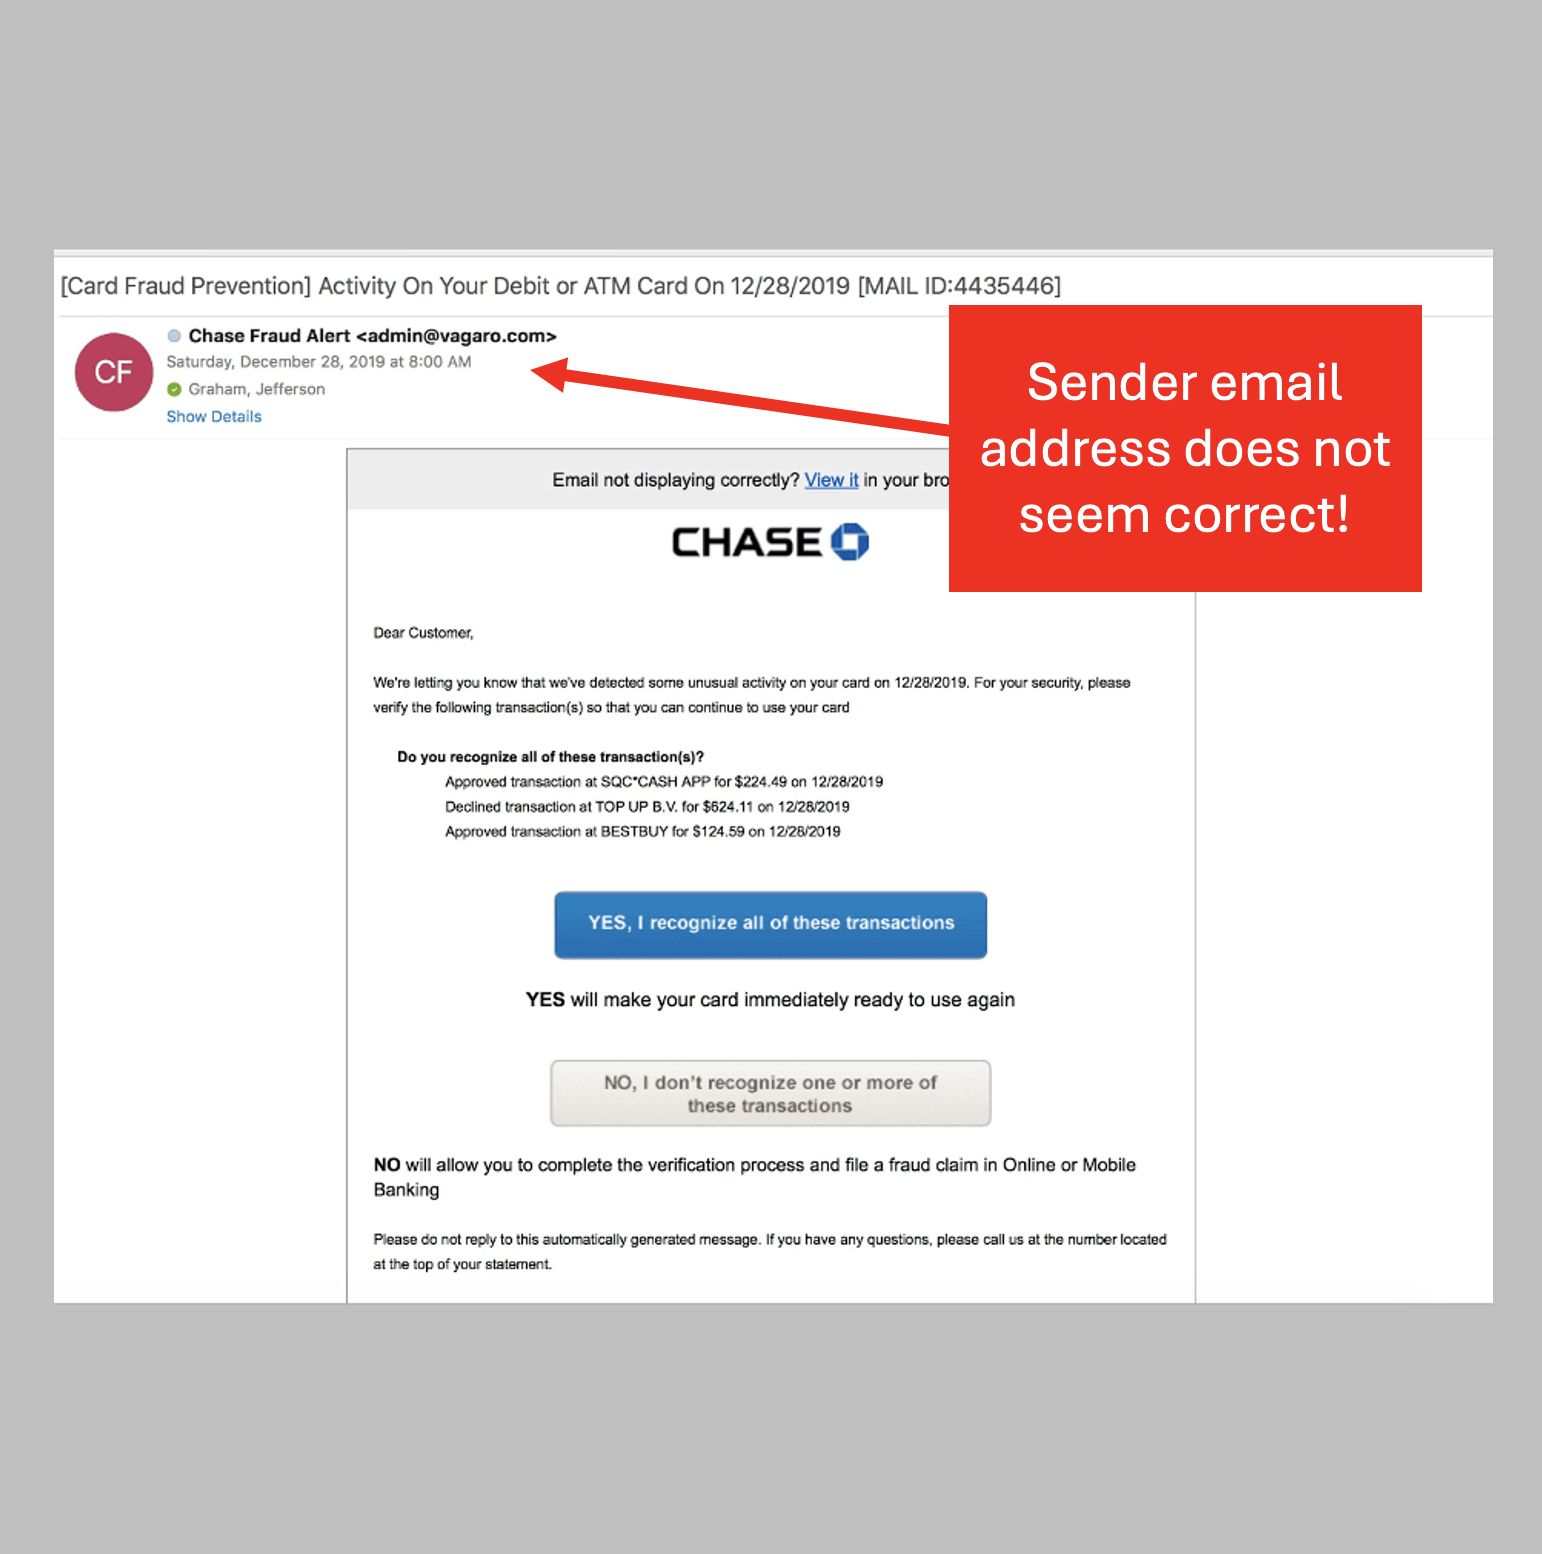 [Card Fraud Prevention] Activity On Your Debit or ATM Card On 12/28/2019 [MAIL ID:4435446]
CF
Chase Fraud Alert <admin@vagaro.com>
Saturday, December 28, 2019 at 8:00 AM
Graham, Jefferson
Show Details
Sender email
address does not
seem correct!
Email not displaying correctly? View it in your bro
CHASE
Dear Customer,
We're letting you know that we've detected some unusual activity on your card on 12/28/2019. For your security, please
verify the following transaction(s) so that you can continue to use your card
Do you recognize all of these transaction(s)?
Approved transaction at SQC*CASH APP for $224.49 on 12/28/2019
Declined transaction at TOP UP B.V. for $624.11 on 12/28/2019
Approved transaction at BESTBUY for $124.59 on 12/28/2019
YES, I recognize all of these transactions
YES will make your card immediately ready to use again
NO, I don't recognize one or more of
these transactions
NO will allow you to complete the verification process and file a fraud claim in Online or Mobile
Banking
Please do not reply to this automatically generated message. If you have any questions, please call us at the number located
at the top of your statement.